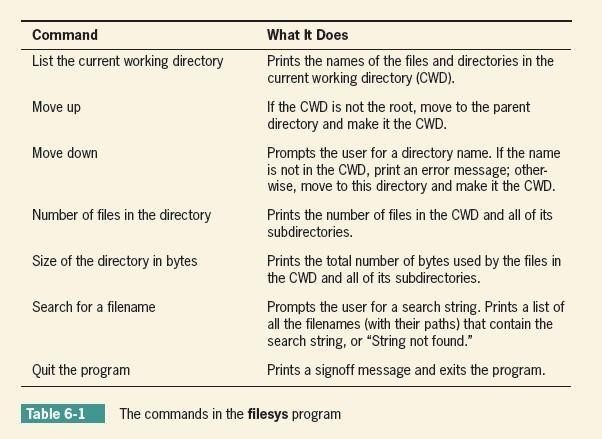 Command What It Does
List the current working directory Prints the names of the files and directories in the
current working directory (CWD).
Move up If the CWD is not the root, move to the parent
directory and make it the CWD.
Move down Prompts the user for a directory name. If the name
is not in the CWD, print an error message; other-
wise, move to this directory and make it the CWD.
Number of files in the directory Prints the number of files in the CWD and all of its
subdirectories.
Size of the directory in bytes Prints the total number of bytes used by the files in
the CWD and all of its subdirectories.
Search for a filename Prompts the user for a search string. Prints a list of
all the filenames (with their paths) that contain the
search string, or “String not found.”
Quit the program Prints a signoff message and exits the program.
Table 6-1 The commands in the filesys program